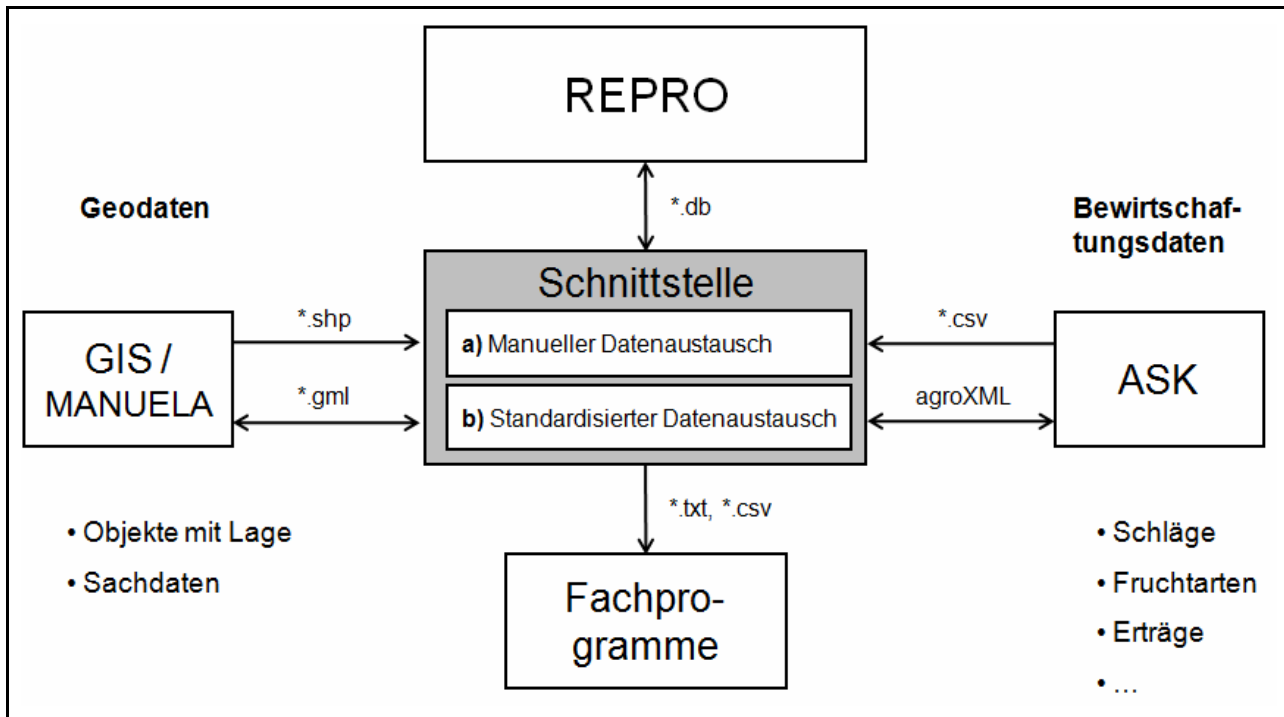 REPRO
*.db
Geodaten
Bewirtschaf-
tungsdaten
Schnittstelle
*.shp
a) Manueller Datenaustausch
*.csv
GIS /
MANUELA
ASK
*.gml
b) Standardisierter Datenaustausch
agroXML
*.txt, *.csv
• Objekte mit Lage
• Sachdaten
Fachpro-
gramme
• Schläge
• Fruchtarten
• Erträge
• ...